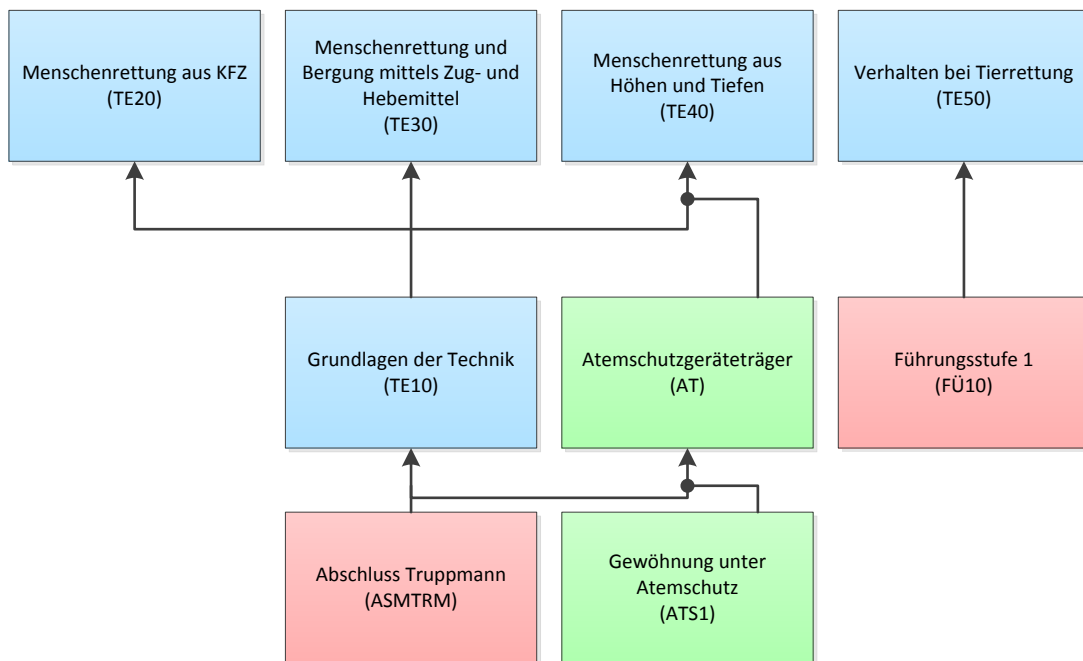 Menschenrettung aus KFZ
(TE20)
Menschenrettung und
Bergung mittels Zug- und
Hebemittel
(TE30)
Menschenrettung aus
Höhen und Tiefen
(TE40)
Verhalten bei Tierrettung
(TE50)
Grundlagen der Technik
(TE10)
Atemschutzgeräteträger
(AT)
Führungsstufe 1
(FÜ10)
Abschluss Truppmann
(ASMTRM)
Gewöhnung unter
Atemschutz
(ATS1)